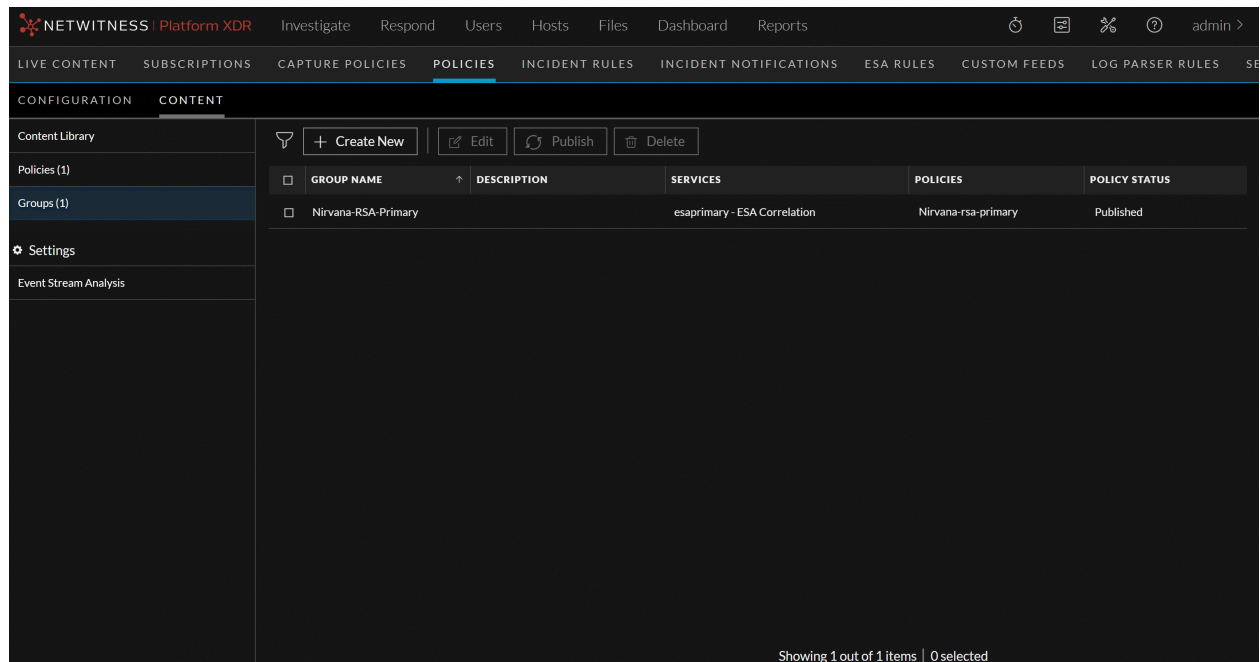 NETWITNESS Platform XDR Investigate Respond Users Hosts Files Dashboard Reports admin >
LIVE CONTENT SUBSCRIPTIONS CAPTURE POLICIES POLICIES INCIDENT RULES INCIDENT NOTIFICATIONS ESA RULES CUSTOM FEEDS LOG PARSER RULES SE
CONFIGURATION CONTENT
Content Library
Policies (1)
Groups (1)
Settings
Event Stream Analysis
+ Create New Edit Publish Delete
GROUP NAME ↑ DESCRIPTION SERVICES POLICIES POLICY STATUS
Nirvana-RSA-Primary esaprimary - ESA Correlation Nirvana-rsa-primary Published
Showing 1 out of 1 items | 0 selected